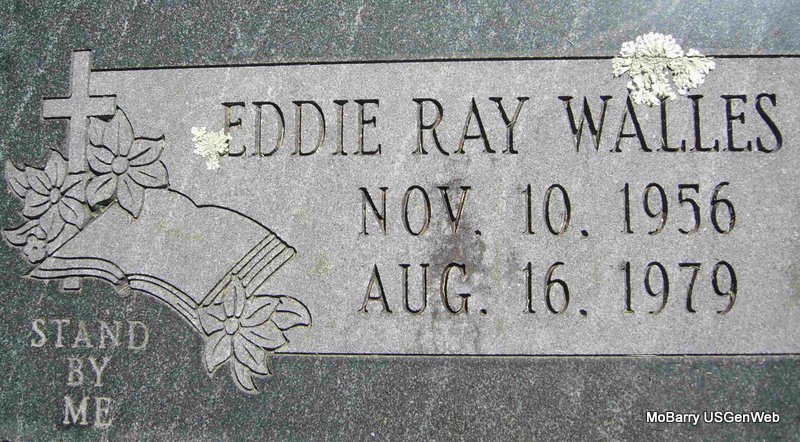 EDDIE RAY WALLES
NOV. 10. 1956
AUG. 16. 1979
STAND
BY
ME
MoBarry USGenWeb